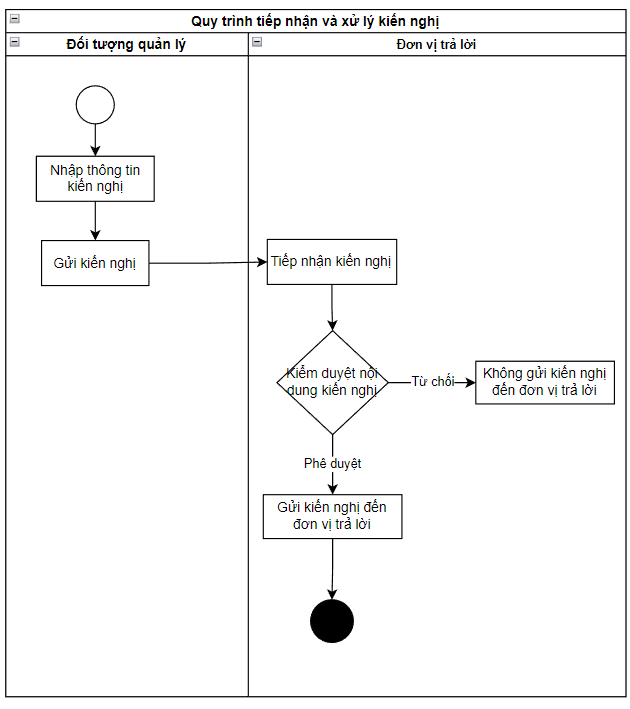 Quy trình tiếp nhận và xử lý kiến nghị
Đối tượng quản lý
Đơn vị trả lời
Nhập thông tin
kiến nghị
Gửi kiến nghị
Tiếp nhận kiến nghị
Kiểm duyệt nội
dung kiến nghị
Từ chối
Không gửi kiến nghị
đến đơn vị trả lời
Phê duyệt
Gửi kiến nghị đến
đơn vị trả lời